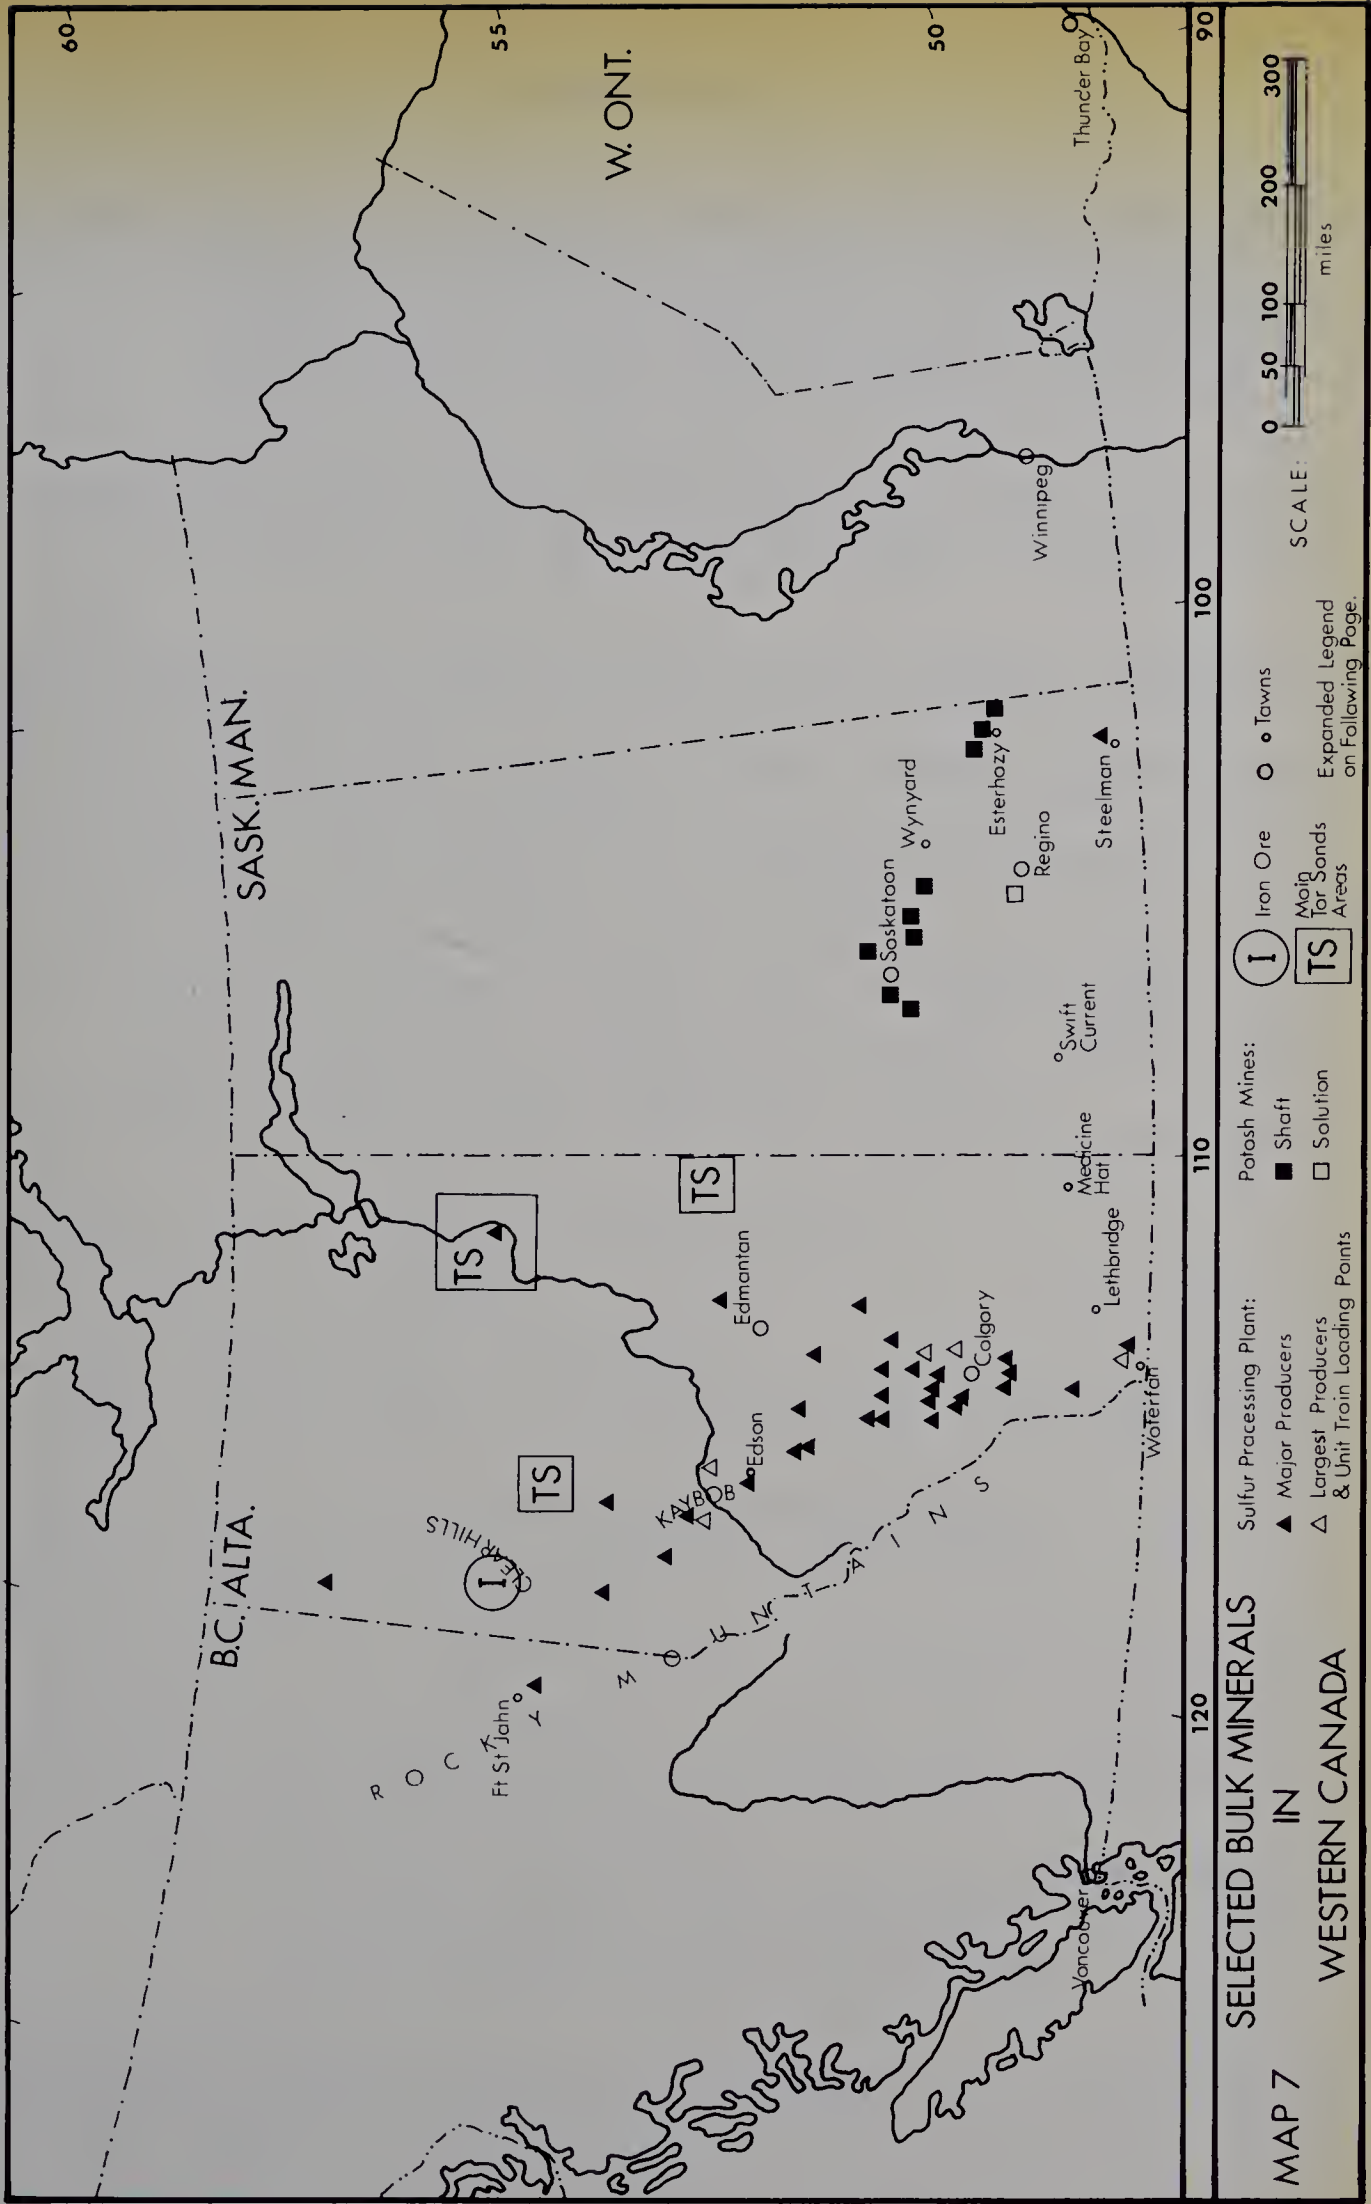 60
55
50
B.C.
ALTA.
SASK.
MAN.
W. ONT.
R O C K Y
M O U N T A I N S
Ft St John
CLEAR HILLS
I
TS
TS
TS
KAYBOB
Edson
Edmonton
Calgary
Lethbridge
Medicine
Hat
Waterton
Vancouver
Saskatoon
Wynyard
Swift
Current
Regina
Esterhazy
Steelman
Winnipeg
Thunder Bay
120
110
100
90
MAP 7
SELECTED BULK MINERALS
IN
WESTERN CANADA
Sulfur Processing Plant:
▲ Major Producers
△ Largest Producers
& Unit Train Loading Points
Potash Mines:
■ Shaft
□ Solution
I Iron Ore
TS Main
Tar Sands
Areas
Towns
Expanded Legend
on Following Page.
SCALE:
0 50 100 200 300
miles